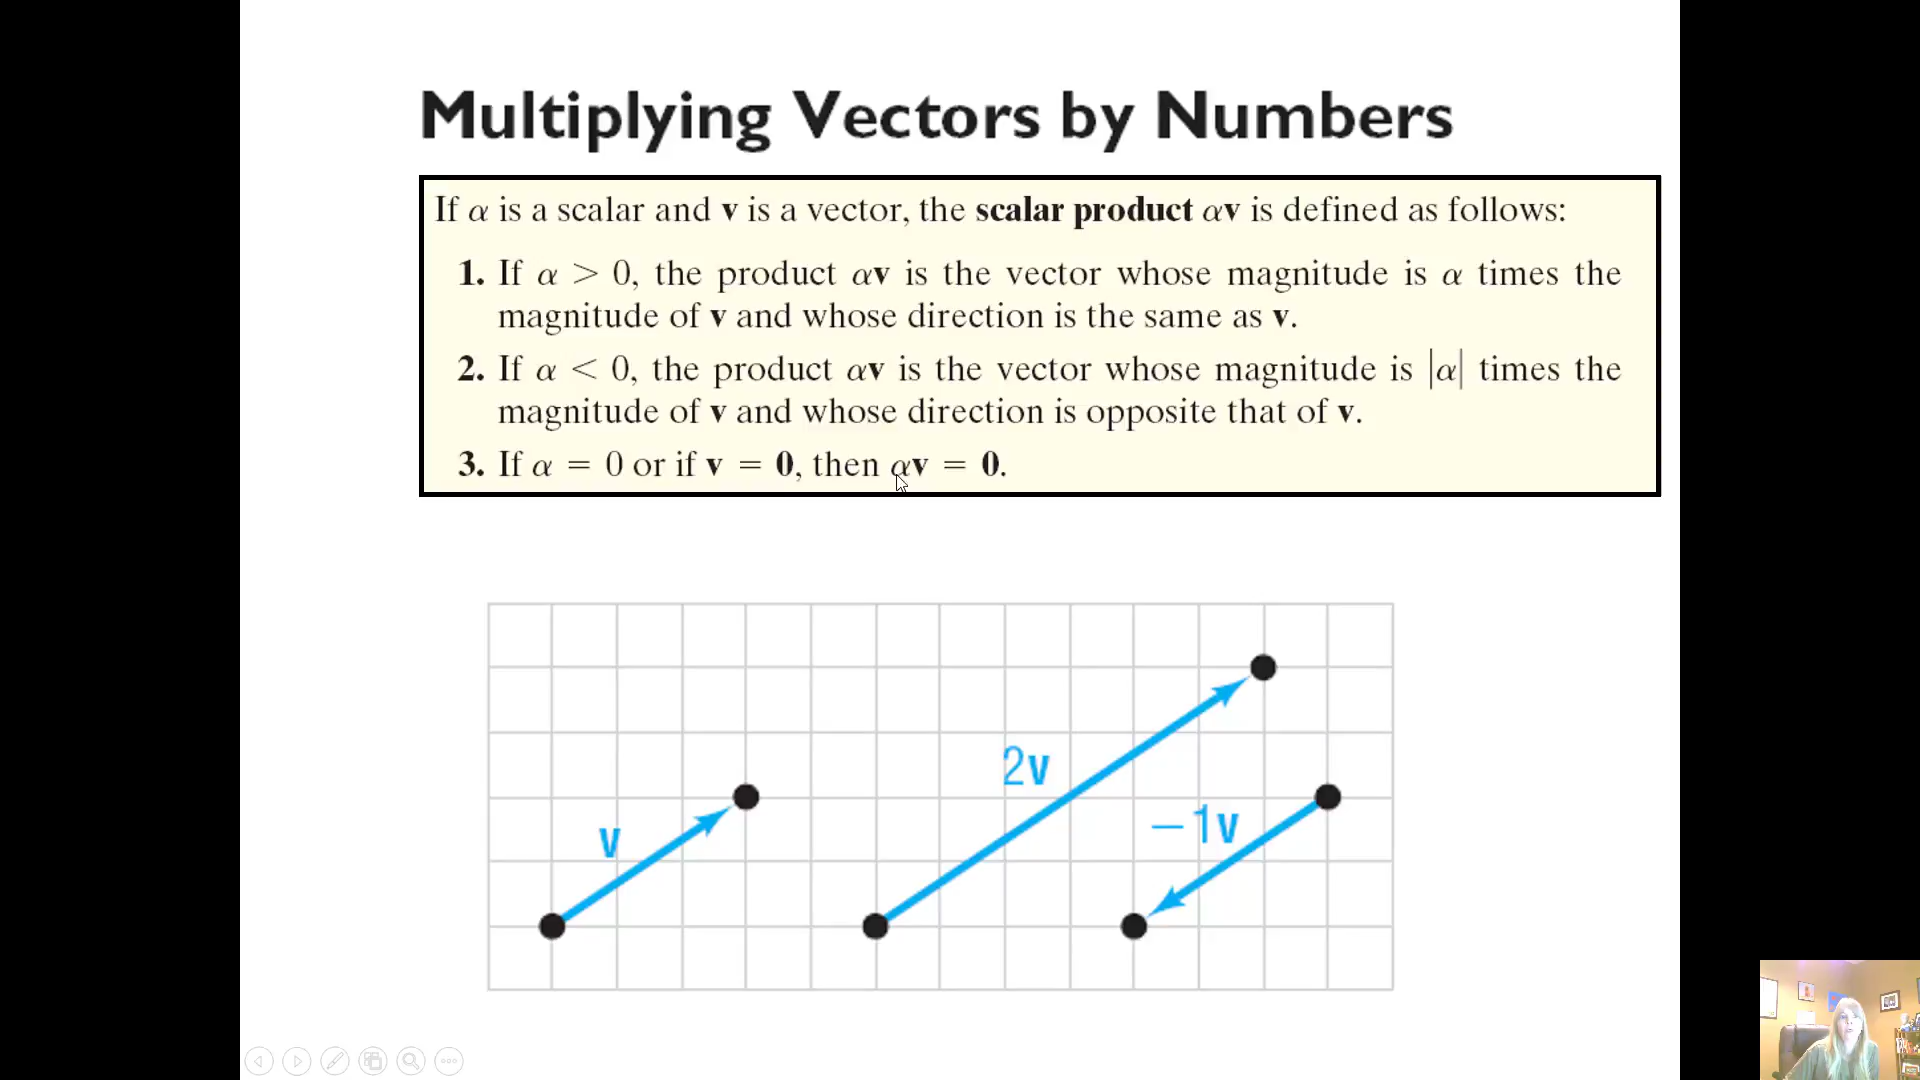 Multiplying Vectors by Numbers
If α is a scalar and v is a vector, the scalar product αv is defined as follows:
1. If α > 0, the product αv is the vector whose magnitude is α times the
magnitude of v and whose direction is the same as v.
2. If α < 0, the product αv is the vector whose magnitude is |α| times the
magnitude of v and whose direction is opposite that of v.
3. If α = 0 or if v = 0, then αv = 0.
2v
v
−1v